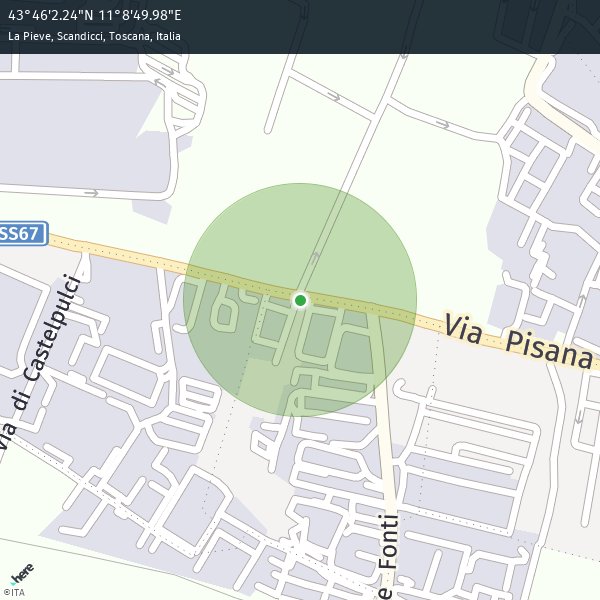 43°46'2.24"N 11°8'49.98"E
La Pieve, Scandicci, Toscana, Italia
SS67
Via di Castelpulci
Via Pisana
e Fonti
here
©ITA